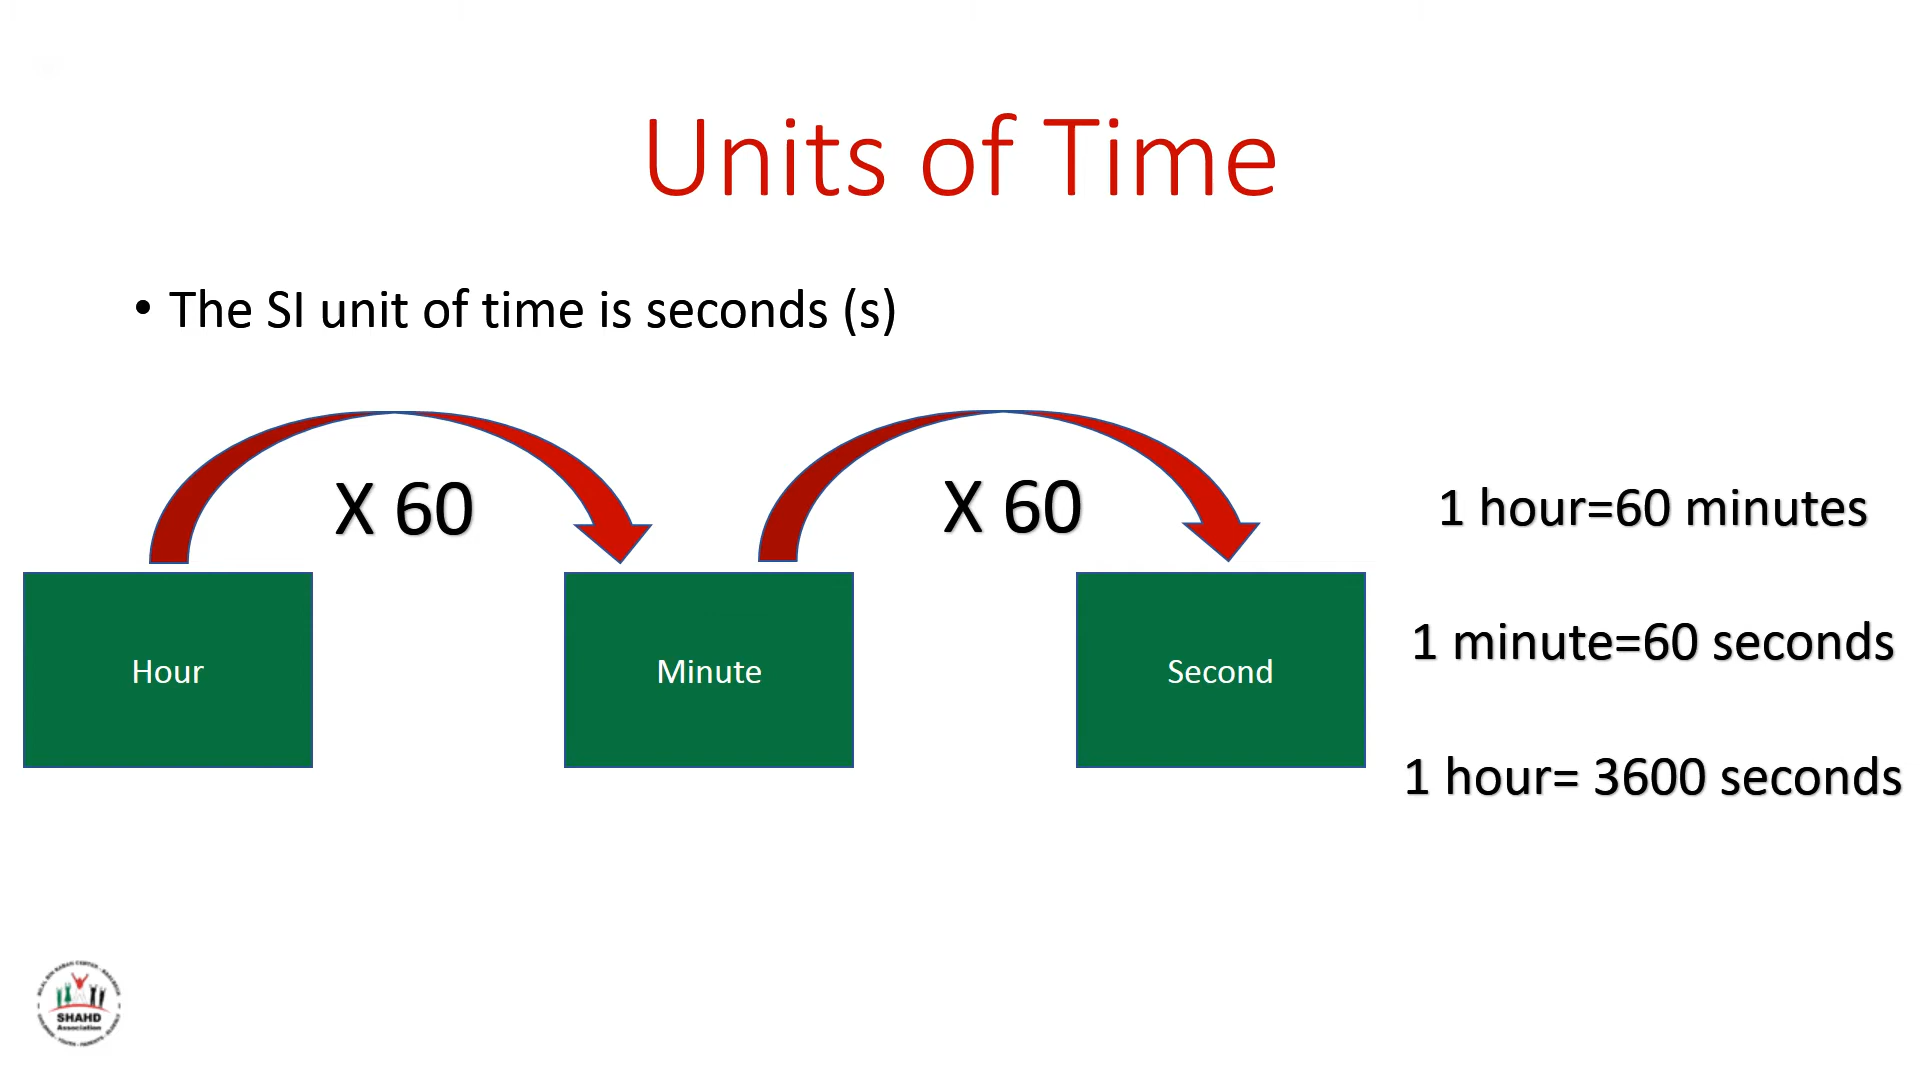 Units of Time
• The SI unit of time is seconds (s)
X 60
X 60
Hour
Minute
Second
1 hour=60 minutes
1 minute=60 seconds
1 hour= 3600 seconds
SHAHD
Association